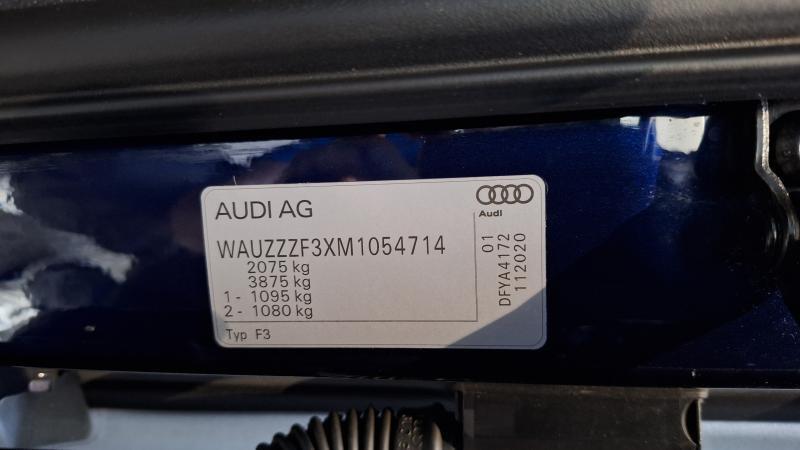 AUDI AG
Audi
WAUZZZF3XM1054714
2075 kg
3875 kg
1 - 1095 kg
2 - 1080 kg
Typ F3
01
DFYA4172
112020